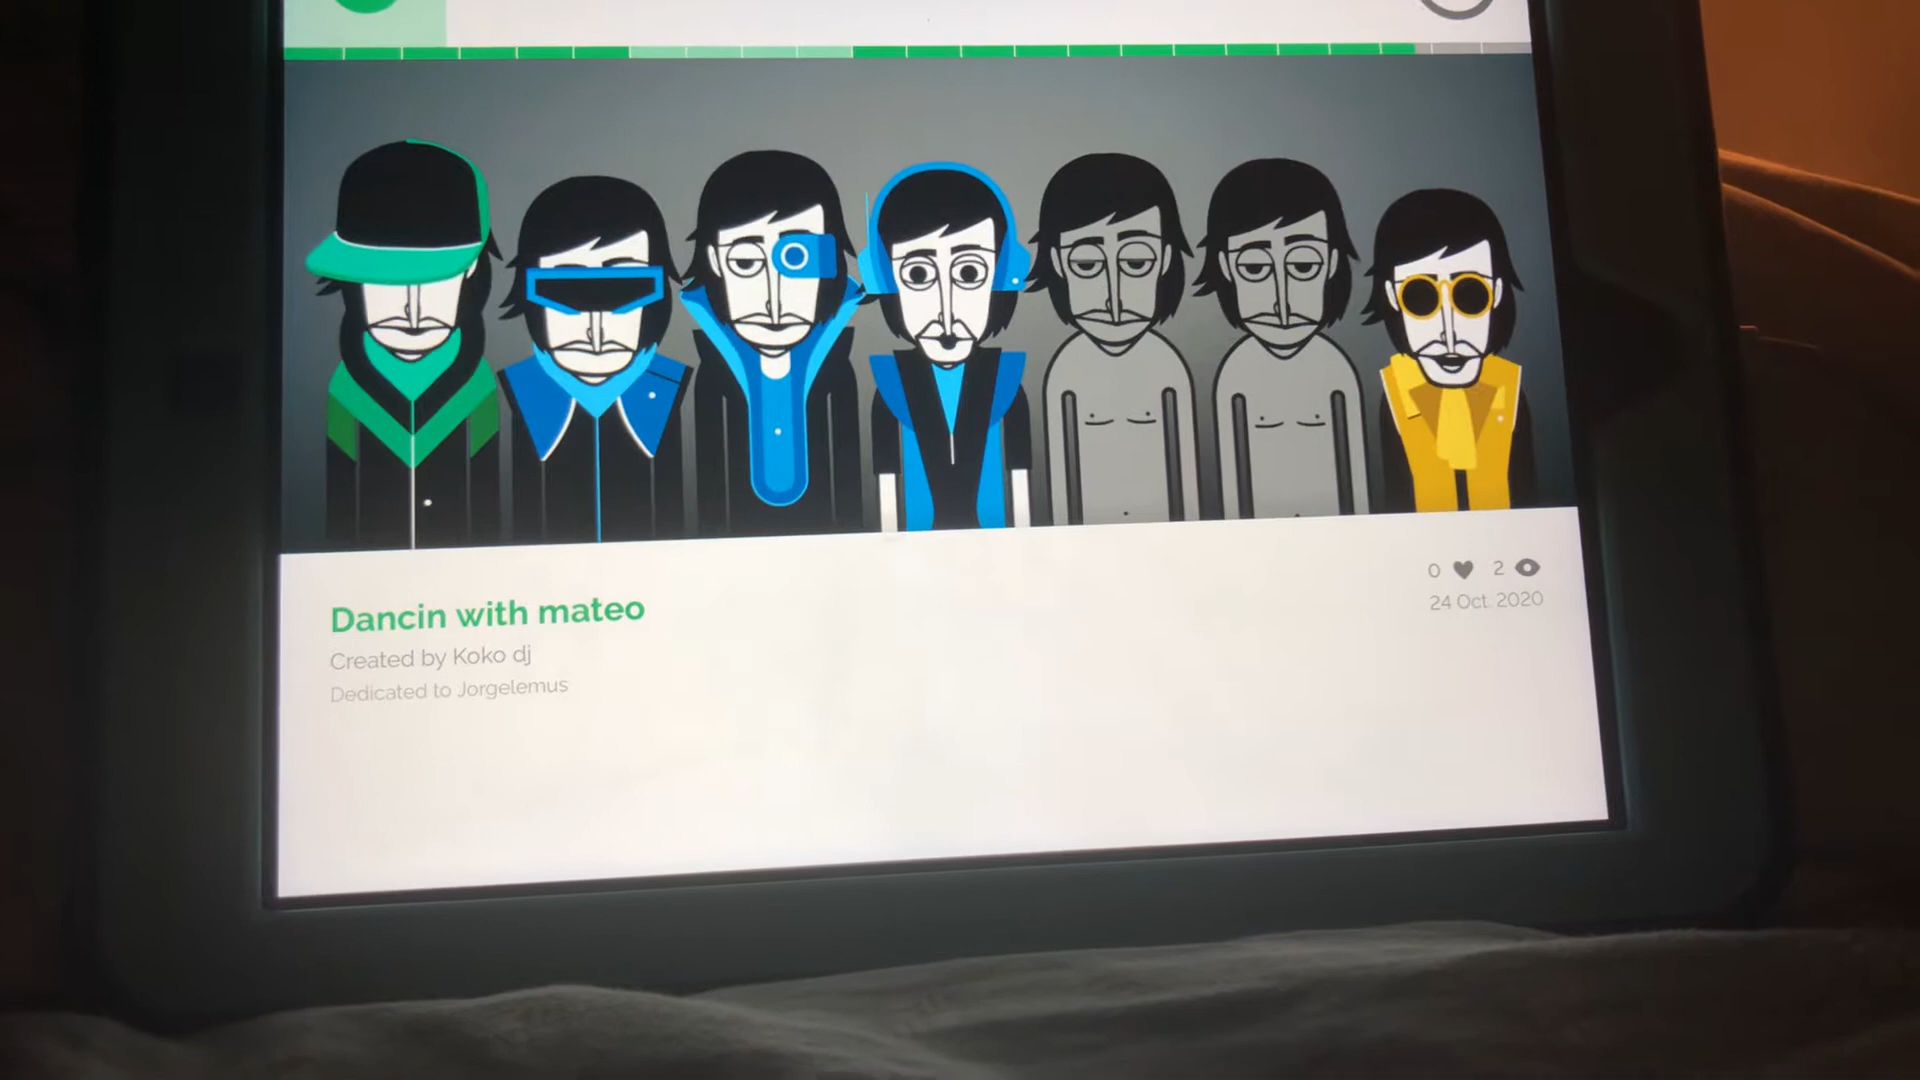 Dancin with mateo
Created by Koko dj
Dedicated to Jorgelemus
0 2
24 Oct. 2020